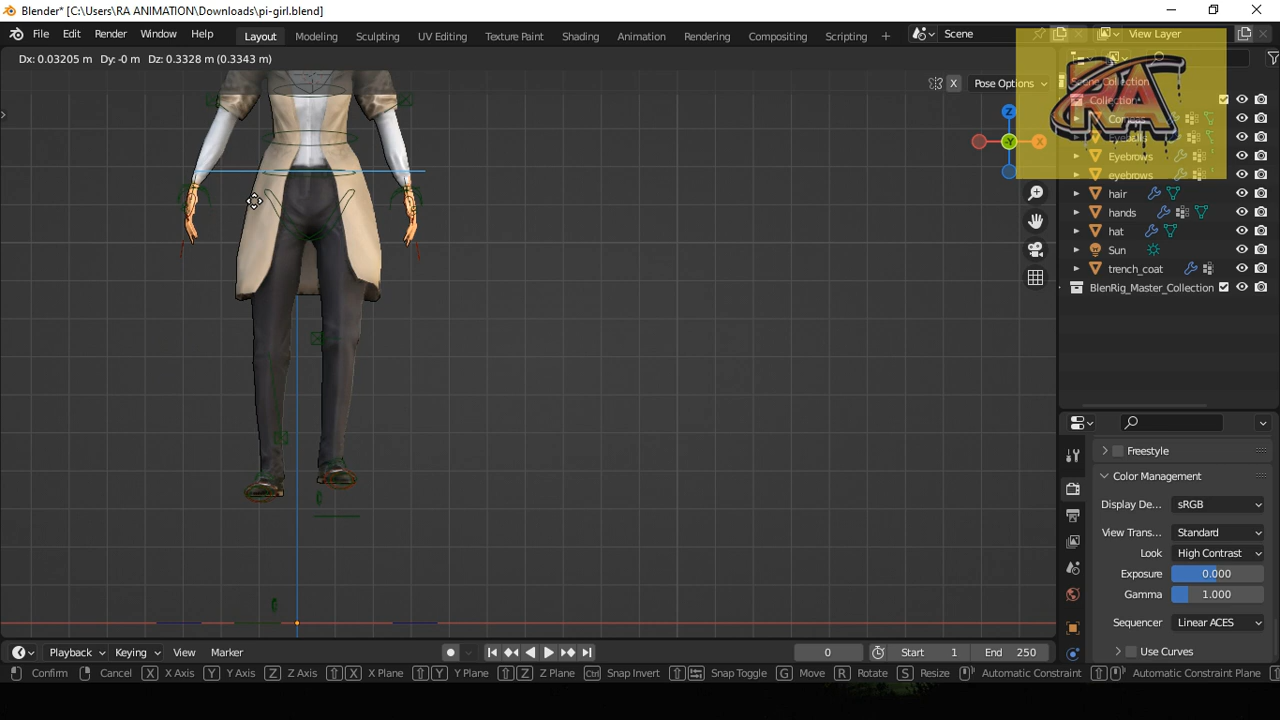 Blender* [C:\Users\RA ANIMATION\Downloads\pi-girl.blend]
File Edit Render Window Help Layout Modeling Sculpting UV Editing Texture Paint Shading Animation Rendering Compositing Scripting + Scene View Layer
Dx: 0.03205 m Dy: -0 m Dz: 0.3328 m (0.3343 m)
X Pose Options
Z
Y
X
RA
Scene Collection
Collection
Eyeballs
Eyebrows
eyebrows
hair
hands
hat
Sun
trench_coat
BlenRig_Master_Collection
Freestyle
Color Management
Display De... sRGB
View Trans... Standard
Look High Contrast
Exposure 0.000
Gamma 1.000
Sequencer Linear ACES
Use Curves
Playback Keying View Marker 0 Start 1 End 250
Confirm Cancel X X Axis Y Y Axis Z Z Axis X X Plane Y Y Plane Z Z Plane Ctrl Snap Invert Snap Toggle G Move R Rotate S Resize Automatic Constraint Automatic Constraint Plane